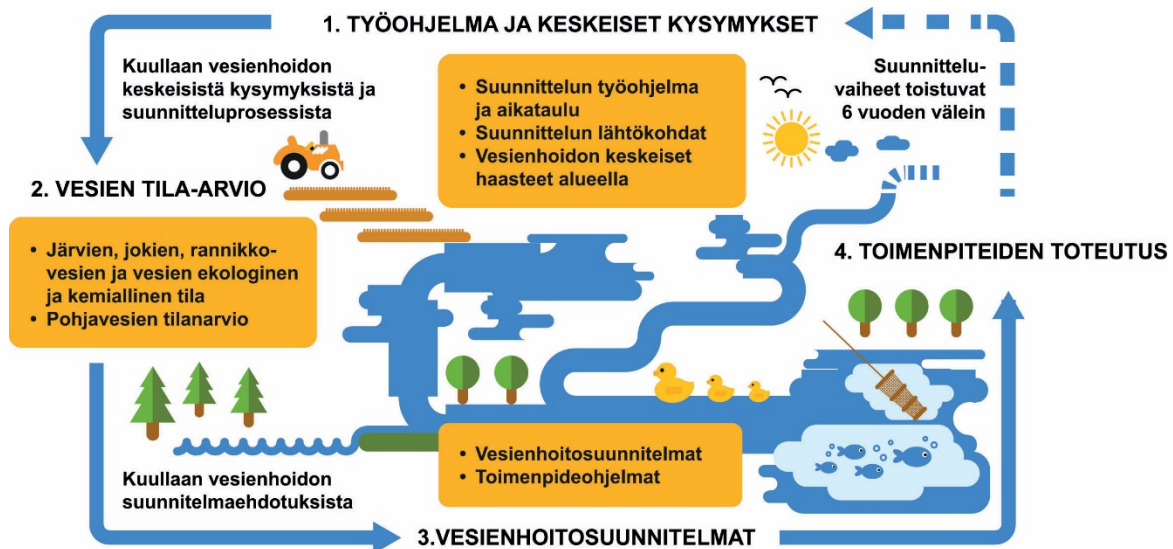 1. TYÖOHJELMA JA KESKEISET KYSYMYKSET
Kuullaan vesienhoidon
keskeisistä kysymyksistä ja
suunnitteluprosessista
• Suunnittelun työohjelma
ja aikataulu
• Suunnittelun lähtökohdat
• Vesienhoidon keskeiset
haasteet alueella
Suunnittelu-
vaiheet toistuvat
6 vuoden välein
2. VESIEN TILA-ARVIO
• Järvien, jokien, rannikko-
vesien ja vesien ekologinen
ja kemiallinen tila
• Pohjavesien tilanarvio
4. TOIMENPITEIDEN TOTEUTUS
Kuullaan vesienhoidon
suunnitelmaehdotuksista
• Vesienhoitosuunnitelmat
• Toimenpideohjelmat
3.VESIENHOITOSUUNNITELMAT